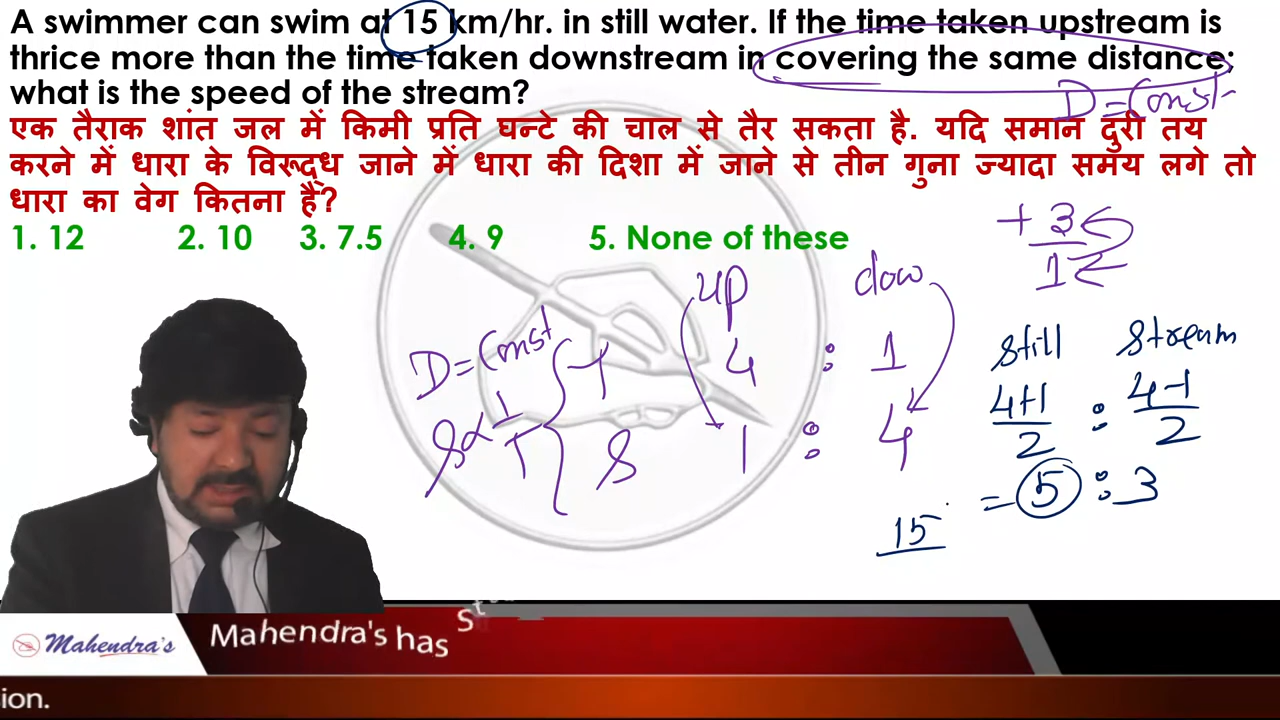 A swimmer can swim at 15 km/hr. in still water. If the time taken upstream is
thrice more than the time taken downstream in covering the same distance;
what is the speed of the stream?
D = Const
एक तैराक शांत जल में किमी प्रति घन्टे की चाल से तैर सकता है. यदि समान दुरी तय
करने में धारा के विरूद्ध जाने में धारा की दिशा में जाने से तीन गुना ज्यादा समय लगे तो
धारा का वेग कितना है?
1. 12 2. 10 3. 7.5 4. 9 5. None of these
+ 3
1
up dow
D = Const T 4 : 1
S ∝ 1/T S 1 : 4
Still Stream
4+1/2 : 4-1/2
= 5 : 3
15
Mahendra's
Mahendra's has
ion.